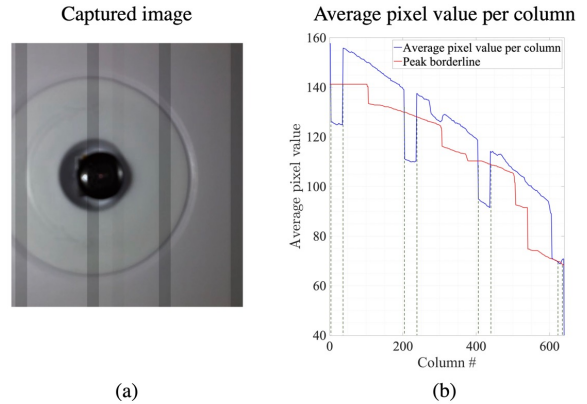 Captured image
Average pixel value per column
Average pixel value per column
Peak borderline
160
140
120
100
80
60
40
Average pixel value
0
200
400
600
Column #
(a)
(b)